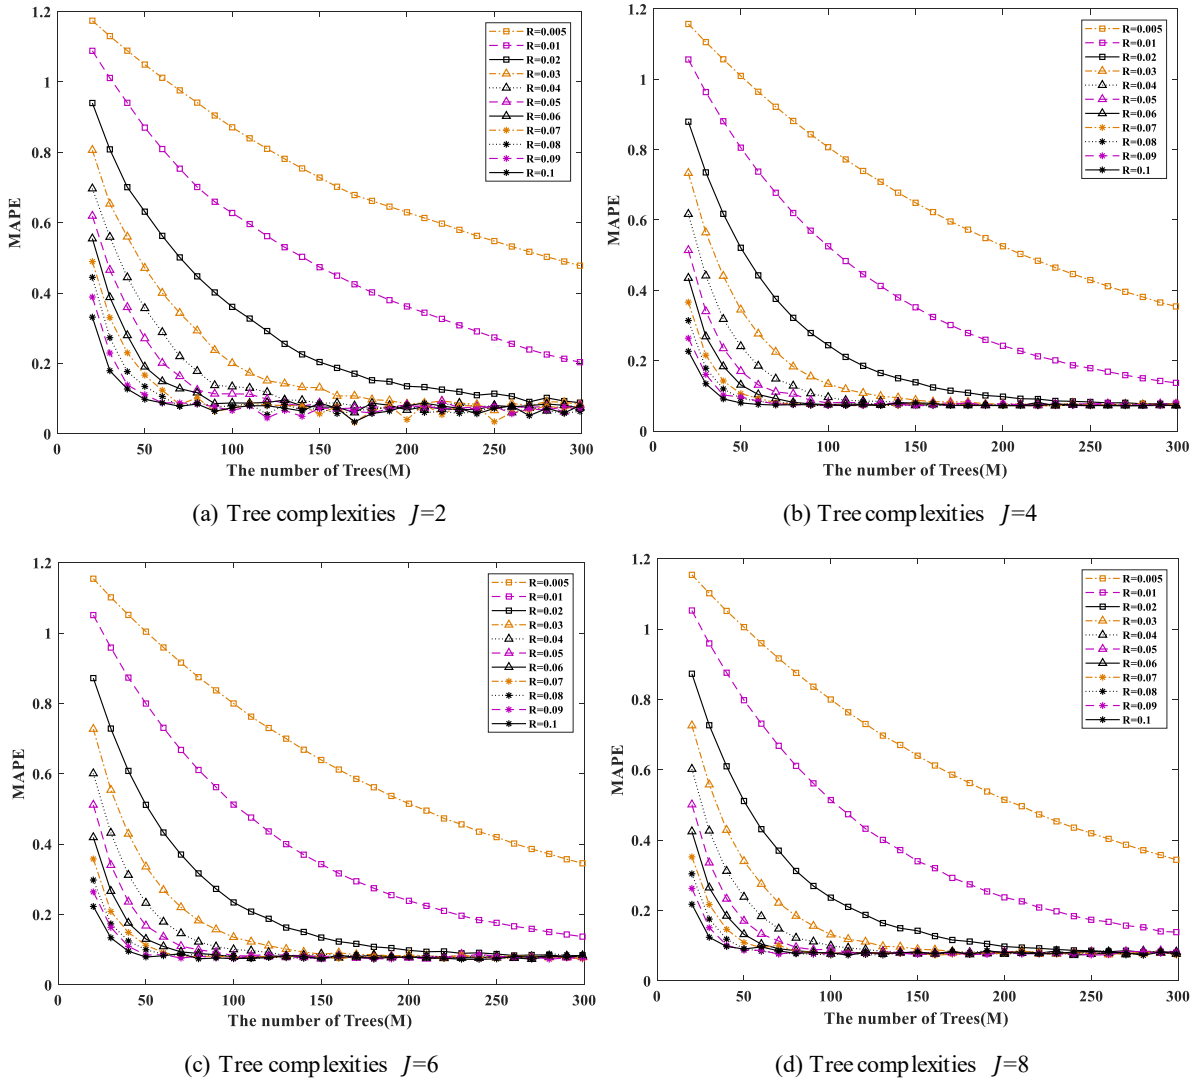 1.2
1
0.8
0.6
0.4
0.2
0
MAPE
0
50
100
150
200
250
300
The number of Trees(M)
R=0.005
R=0.01
R=0.02
R=0.03
R=0.04
R=0.05
R=0.06
R=0.07
R=0.08
R=0.09
R=0.1
(a) Tree complexities J=2
1.2
1
0.8
0.6
0.4
0.2
0
MAPE
0
50
100
150
200
250
300
The number of Trees(M)
R=0.005
R=0.01
R=0.02
R=0.03
R=0.04
R=0.05
R=0.06
R=0.07
R=0.08
R=0.09
R=0.1
(b) Tree complexities J=4
1.2
1
0.8
0.6
0.4
0.2
0
MAPE
0
50
100
150
200
250
300
The number of Trees(M)
R=0.005
R=0.01
R=0.02
R=0.03
R=0.04
R=0.05
R=0.06
R=0.07
R=0.08
R=0.09
R=0.1
(c) Tree complexities J=6
1.2
1
0.8
0.6
0.4
0.2
0
MAPE
0
50
100
150
200
250
300
The number of Trees(M)
R=0.005
R=0.01
R=0.02
R=0.03
R=0.04
R=0.05
R=0.06
R=0.07
R=0.08
R=0.09
R=0.1
(d) Tree complexities J=8